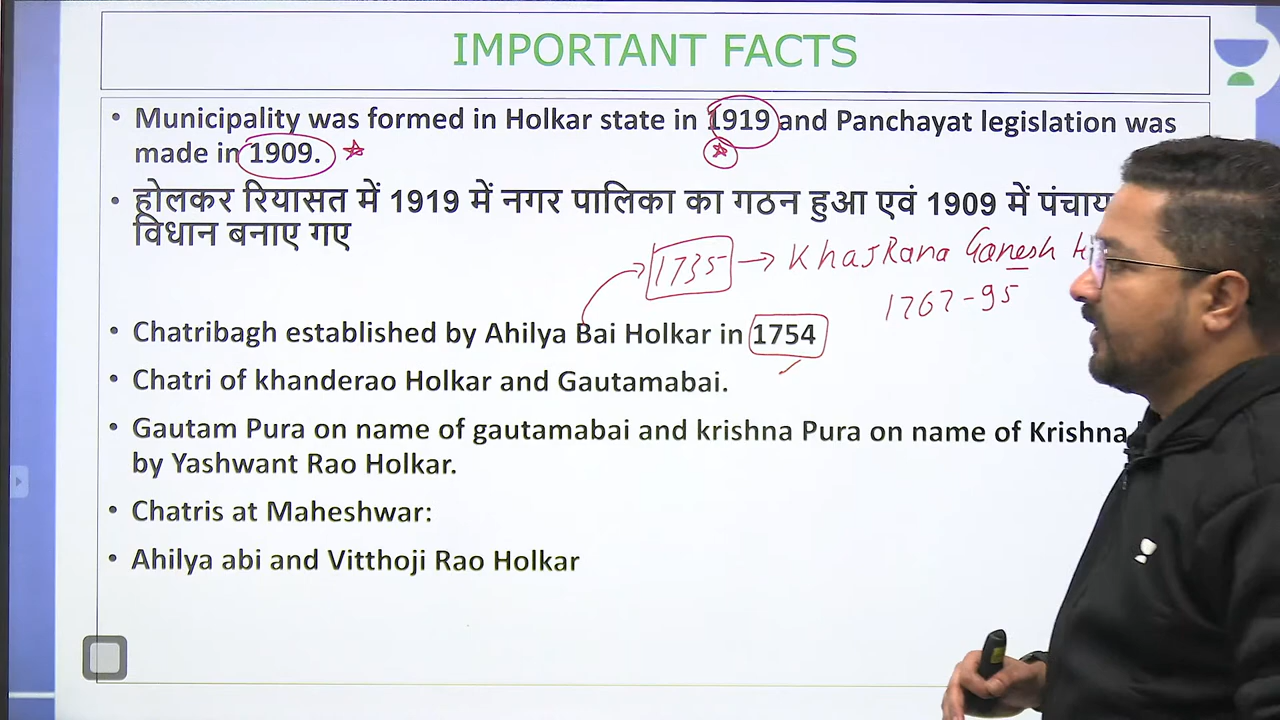 IMPORTANT FACTS
• Municipality was formed in Holkar state in 1919 and Panchayat legislation was
made in 1909.
• होलकर रियासत में 1919 में नगर पालिका का गठन हुआ एवं 1909 में
विधान बनाए गए
1735 → Khajrana Ganesh
1767-95
• Chatribagh established by Ahilya Bai Holkar in 1754
• Chatri of khanderao Holkar and Gautamabai.
• Gautam Pura on name of gautamabai and krishna Pura on name of Krishna
by Yashwant Rao Holkar.
• Chatris at Maheshwar:
• Ahilya abi and Vitthoji Rao Holkar